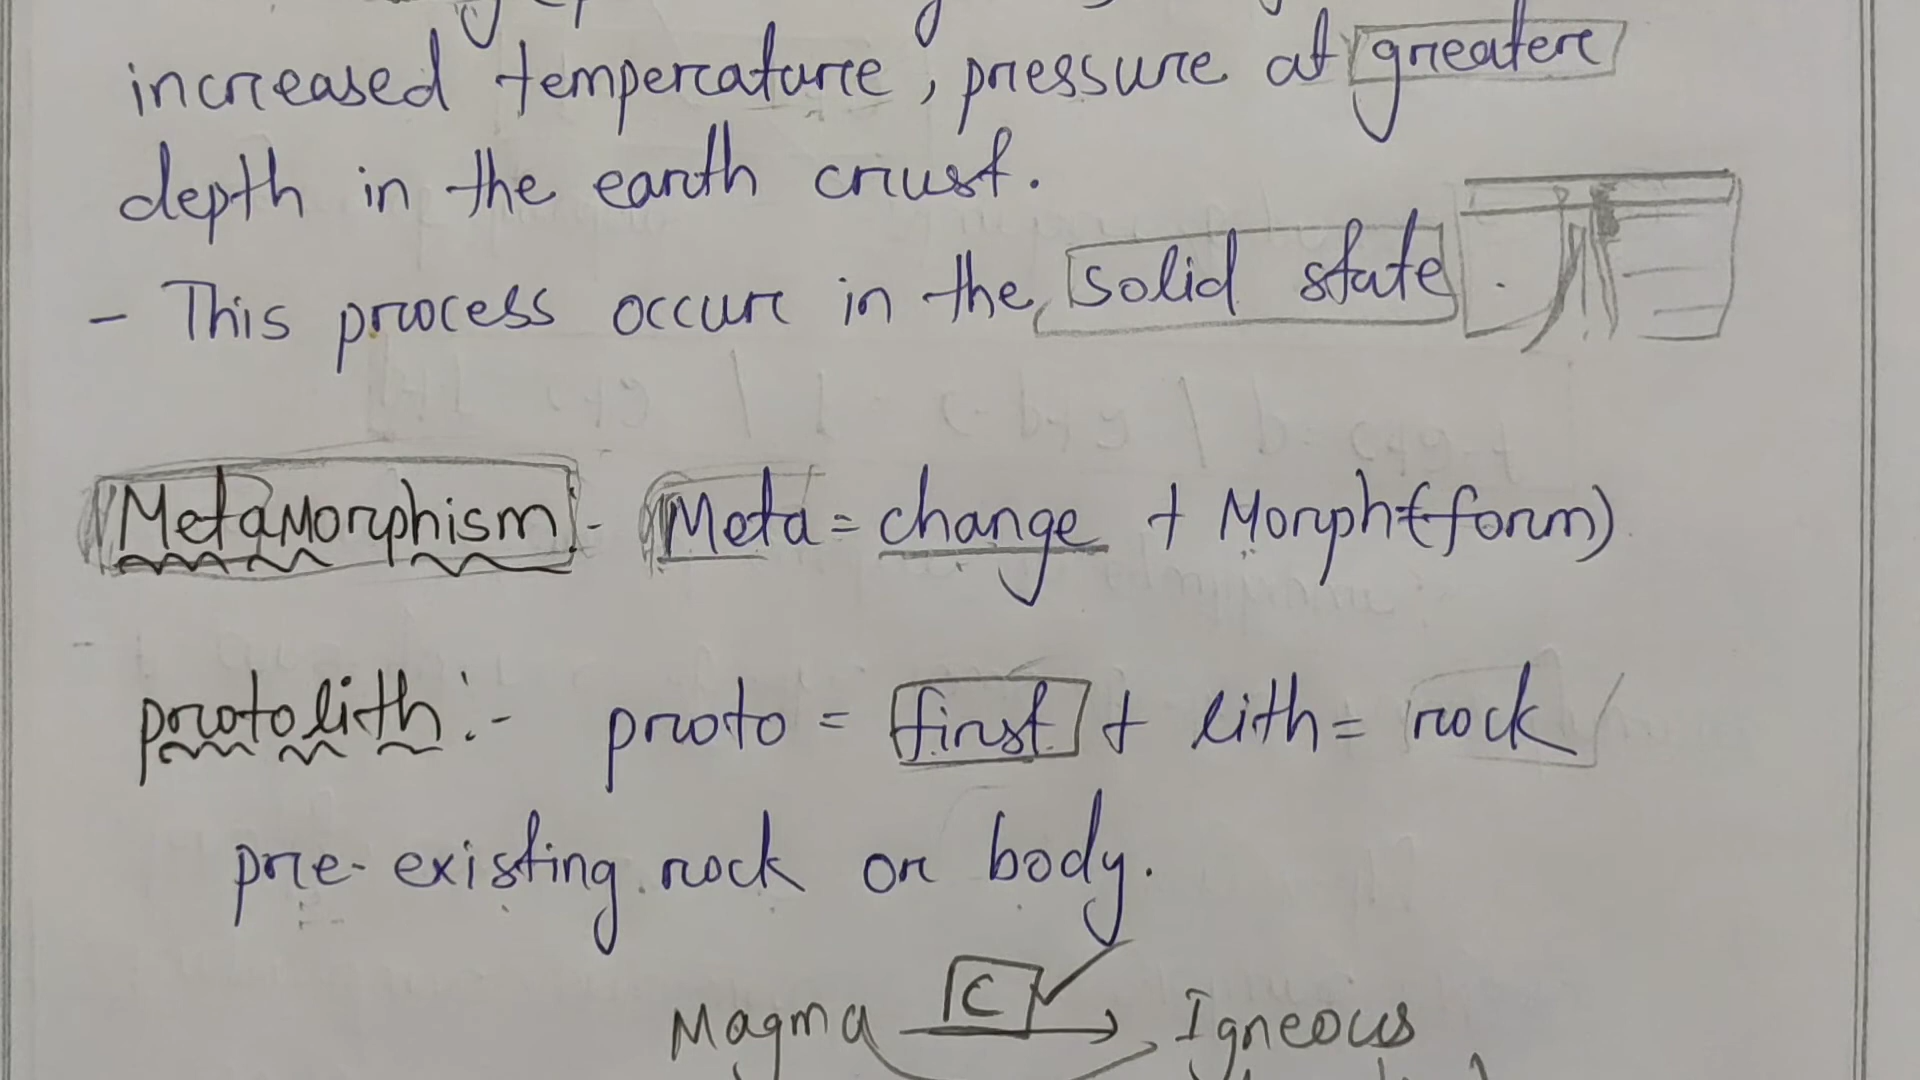 increased temperature, pressure at greater
depth in the earth crust.
- This process occur in the solid state.
Metamorphism - Meta = change + Morph (form)
protolith :- proto = first + lith = rock
pre-existing rock or body.
Magma C → Igneous